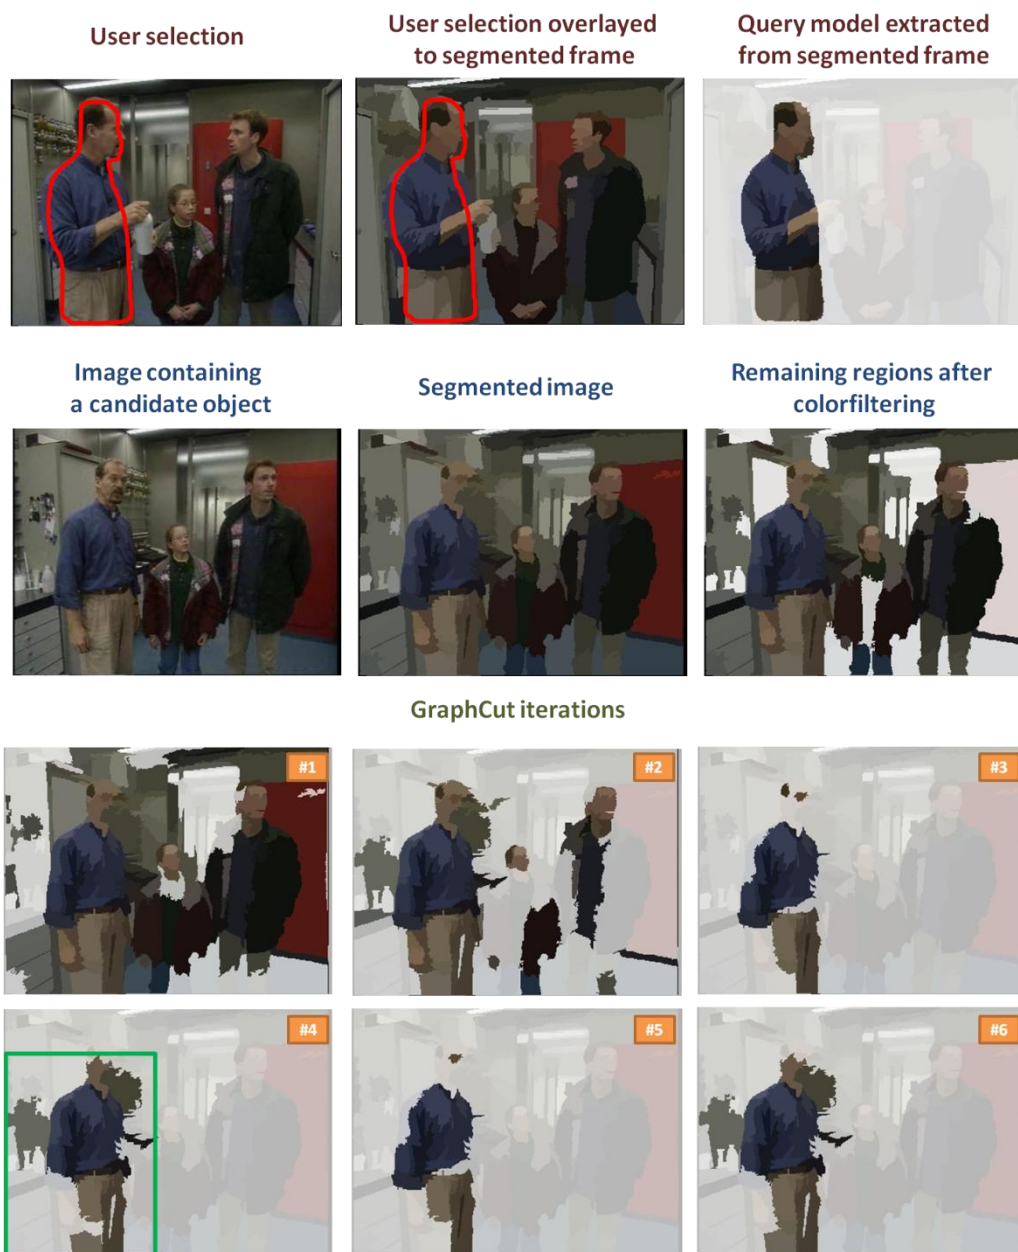 User selection
User selection overlayed
to segmented frame
Query model extracted
from segmented frame
Image containing
a candidate object
Segmented image
Remaining regions after
colorfiltering
GraphCut iterations
#1
#2
#3
#4
#5
#6